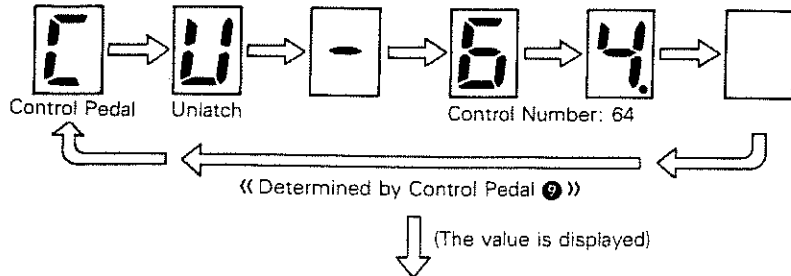 C U - 6 4.
Control Pedal Unlatch Control Number: 64
《Determined by Control Pedal ❾》
(The value is displayed)